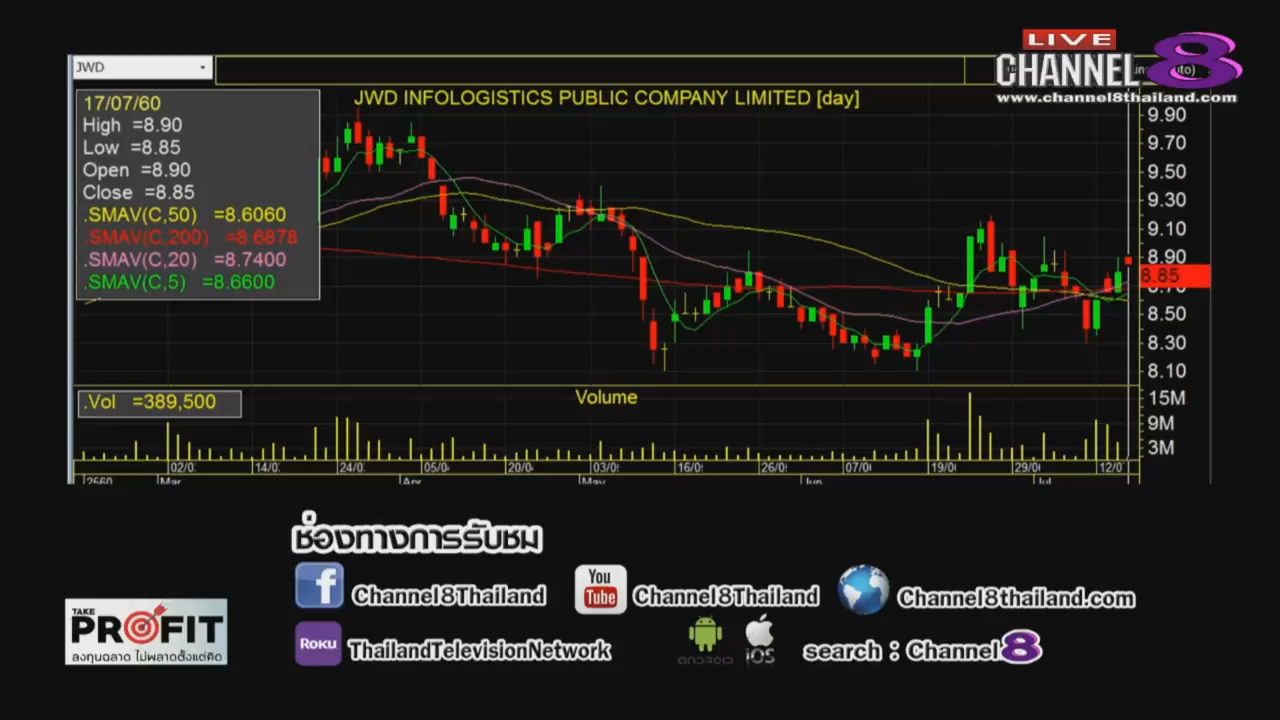 LIVE
CHANNEL 8
www.channel8thailand.com
JWD
JWD INFOLOGISTICS PUBLIC COMPANY LIMITED [day]
17/07/60
High =8.90
Low =8.85
Open =8.90
Close =8.85
.SMAV(C,50) =8.6060
.SMAV(C,200) =8.6878
.SMAV(C,20) =8.7400
.SMAV(C,5) =8.6600
9.90
9.70
9.50
9.30
9.10
8.90
8.85
8.70
8.50
8.30
8.10
.Vol =389,500
Volume
15M
9M
3M
02/0 14/0 24/0 05/0 20/0 03/0 16/0 26/0 07/0 19/0 29/0 12/0
2560 Mar Apr May Jun Jul
ช่องทางการรับชม
f Channel8Thailand
You Tube Channel8Thailand
Channel8thailand.com
TAKE
PROFIT
ลงทุนฉลาด ไม่พลาดตั้งแต่คิด
ROKU ThailandTelevisionNetwork
ANDROID iOS
search : Channel 8